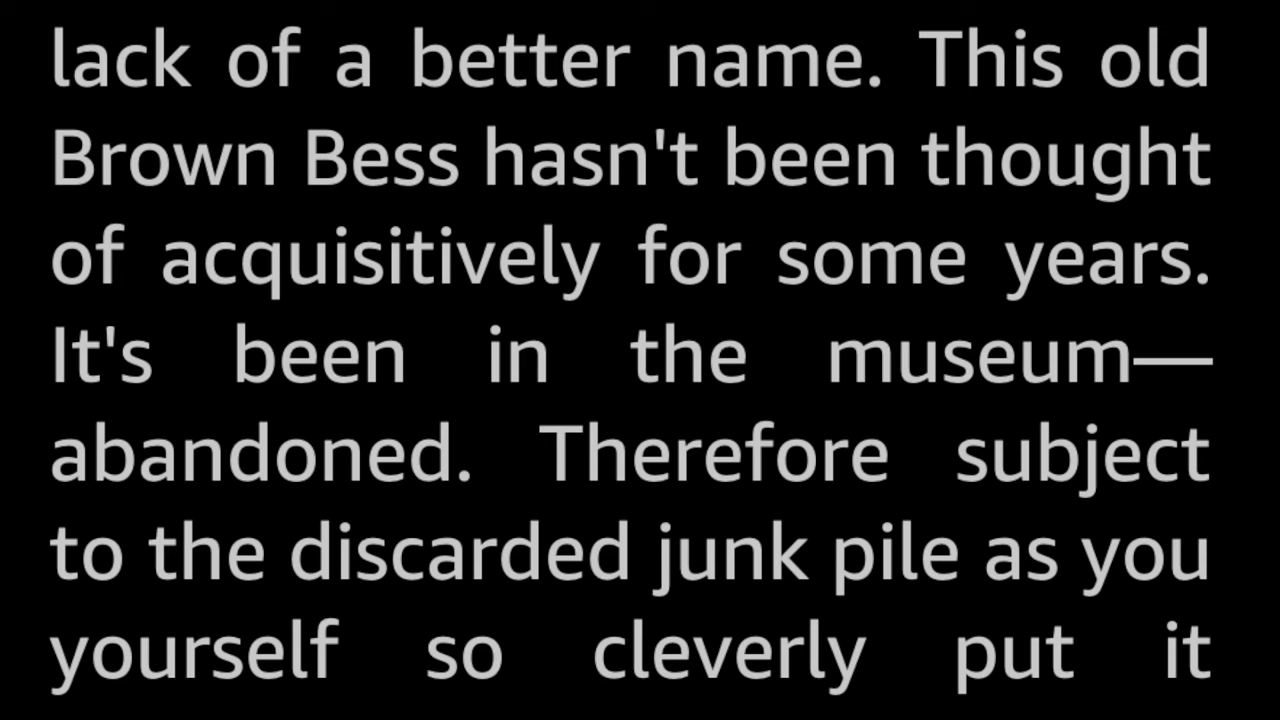 lack of a better name. This old
Brown Bess hasn't been thought
of acquisitively for some years.
It's been in the museum—
abandoned. Therefore subject
to the discarded junk pile as you
yourself so cleverly put it